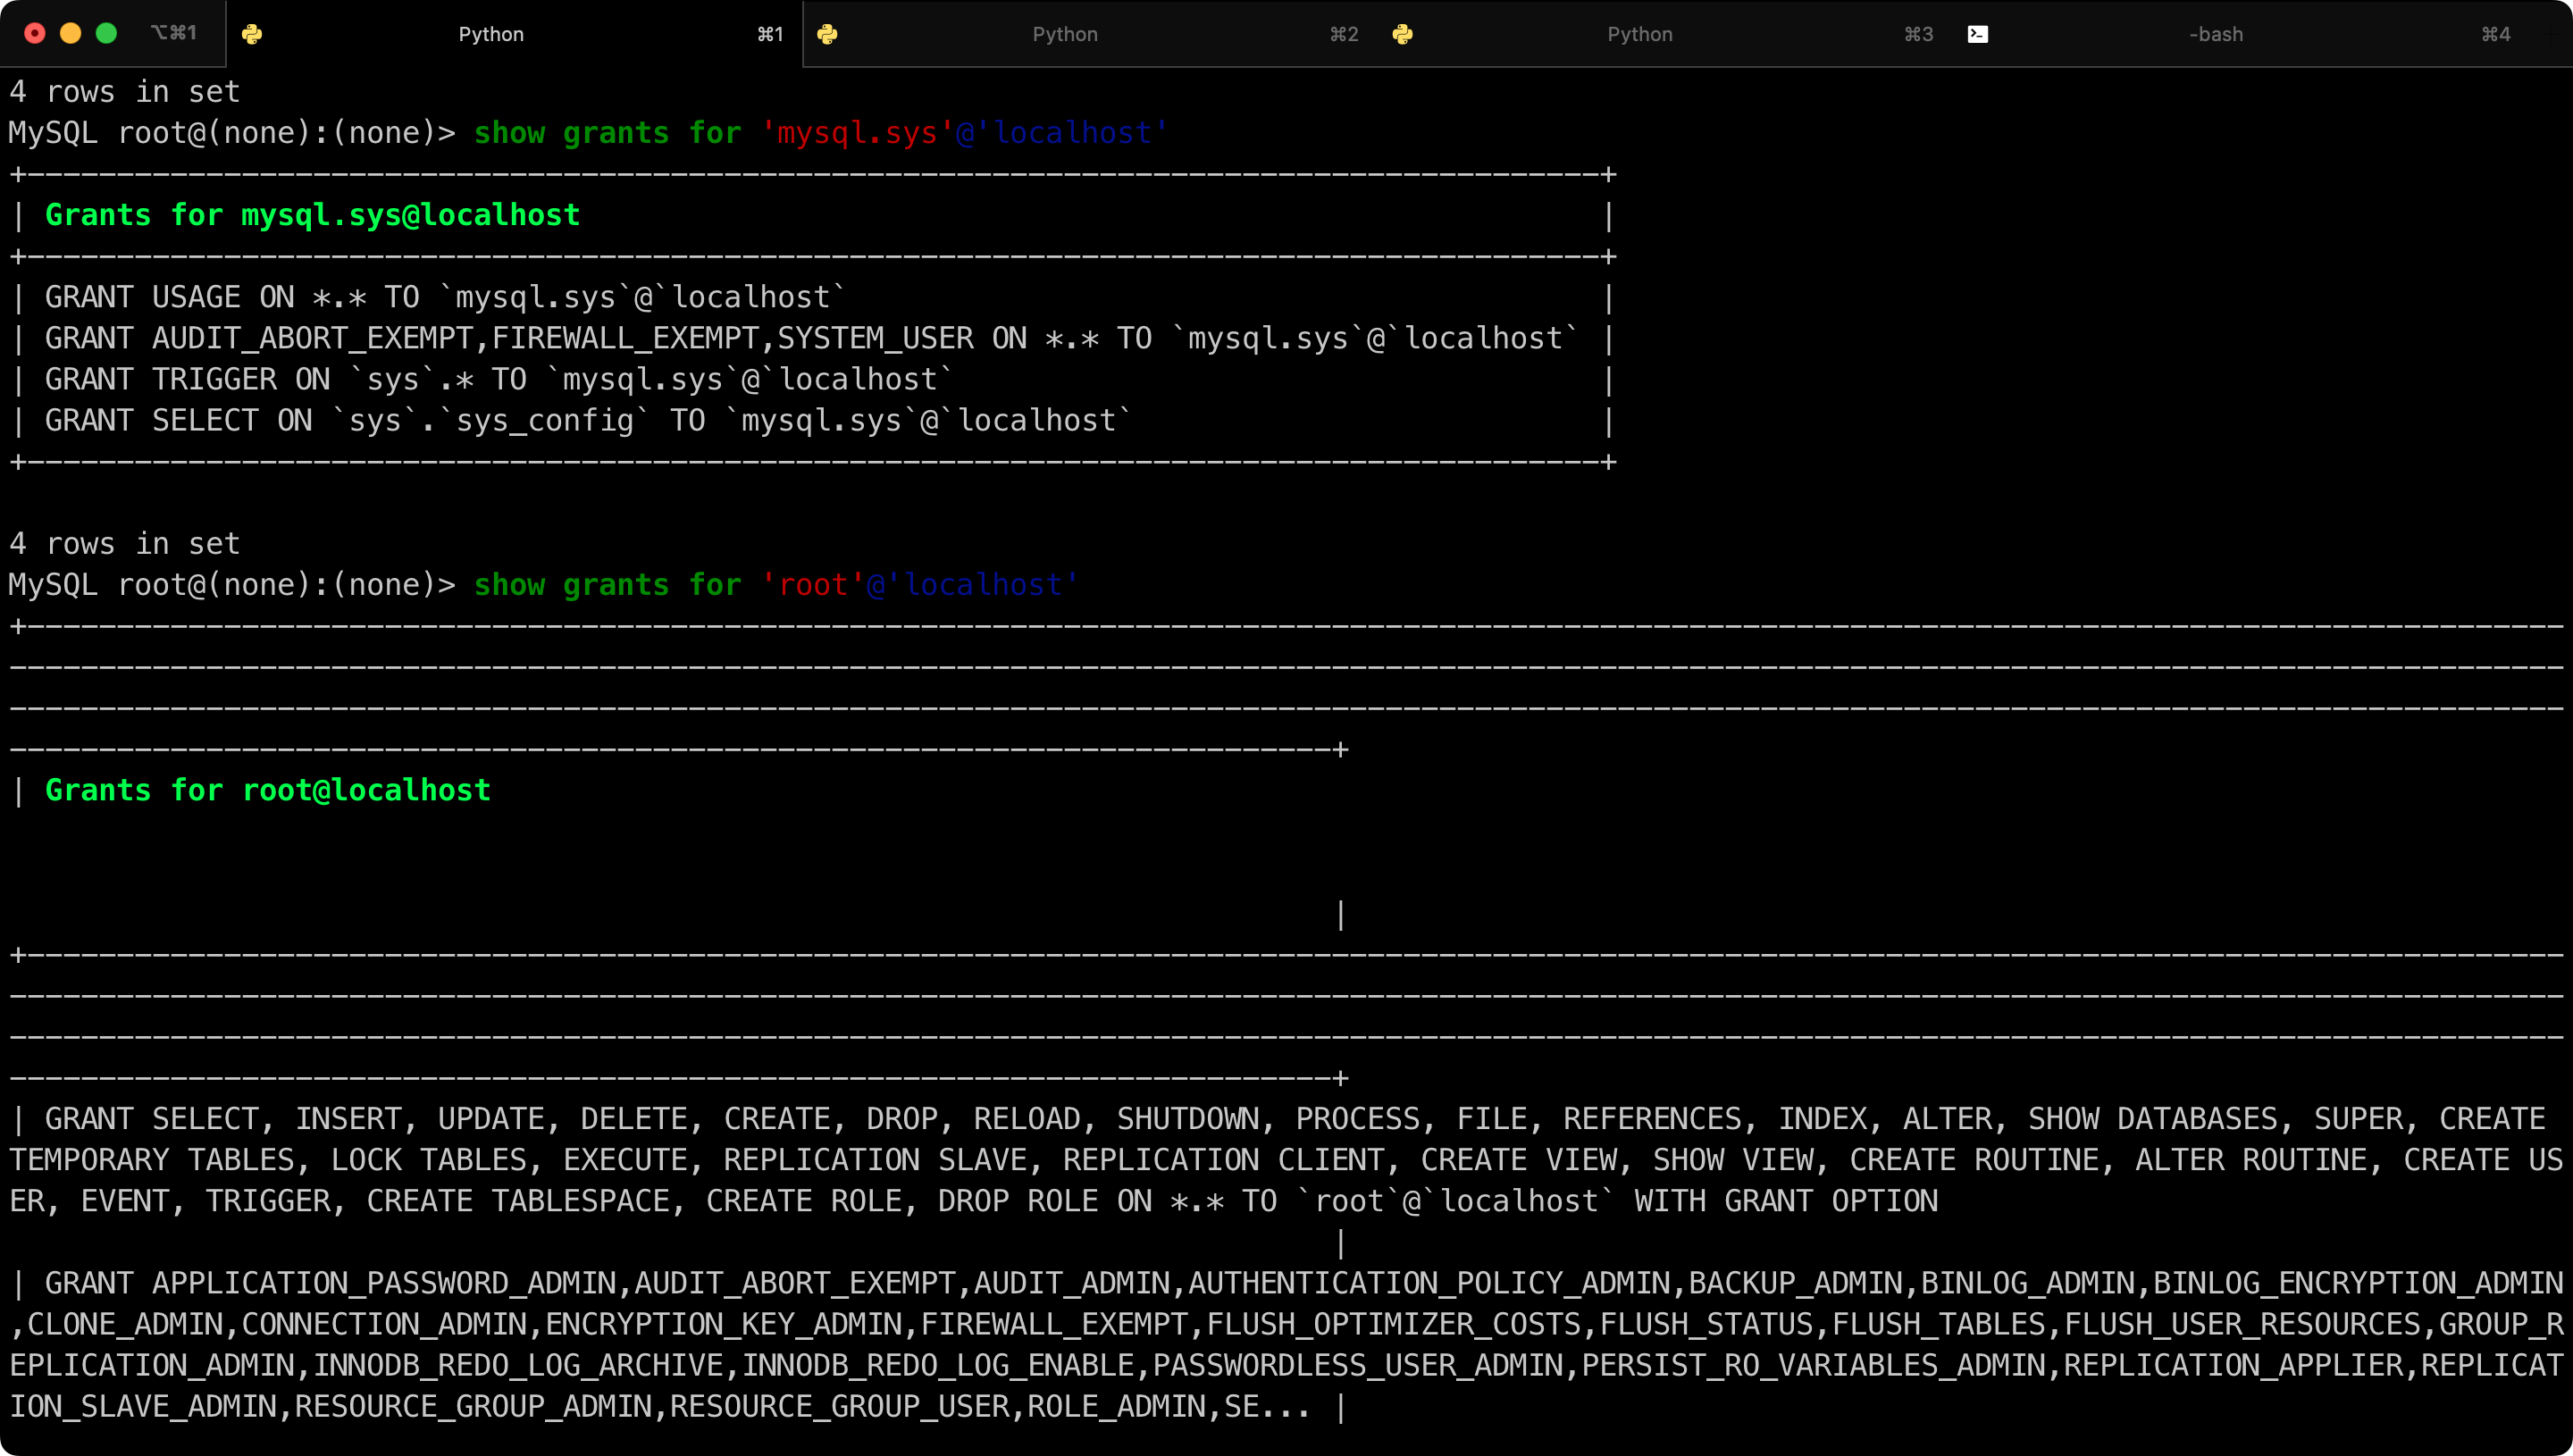 ⌥⌘1 Python ⌘1 Python ⌘2 Python ⌘3 -bash ⌘4
4 rows in set
MySQL root@(none):(none)> show grants for 'mysql.sys'@'localhost'
+----------------------------------------------------------------------------------------+
| Grants for mysql.sys@localhost |
+----------------------------------------------------------------------------------------+
| GRANT USAGE ON *.* TO `mysql.sys`@`localhost` |
| GRANT AUDIT_ABORT_EXEMPT,FIREWALL_EXEMPT,SYSTEM_USER ON *.* TO `mysql.sys`@`localhost` |
| GRANT TRIGGER ON `sys`.* TO `mysql.sys`@`localhost` |
| GRANT SELECT ON `sys`.`sys_config` TO `mysql.sys`@`localhost` |
+----------------------------------------------------------------------------------------+
4 rows in set
MySQL root@(none):(none)> show grants for 'root'@'localhost'
| Grants for root@localhost
|
| GRANT SELECT, INSERT, UPDATE, DELETE, CREATE, DROP, RELOAD, SHUTDOWN, PROCESS, FILE, REFERENCES, INDEX, ALTER, SHOW DATABASES, SUPER, CREATE
TEMPORARY TABLES, LOCK TABLES, EXECUTE, REPLICATION SLAVE, REPLICATION CLIENT, CREATE VIEW, SHOW VIEW, CREATE ROUTINE, ALTER ROUTINE, CREATE US
ER, EVENT, TRIGGER, CREATE TABLESPACE, CREATE ROLE, DROP ROLE ON *.* TO `root`@`localhost` WITH GRANT OPTION
|
| GRANT APPLICATION_PASSWORD_ADMIN,AUDIT_ABORT_EXEMPT,AUDIT_ADMIN,AUTHENTICATION_POLICY_ADMIN,BACKUP_ADMIN,BINLOG_ADMIN,BINLOG_ENCRYPTION_ADMIN
,CLONE_ADMIN,CONNECTION_ADMIN,ENCRYPTION_KEY_ADMIN,FIREWALL_EXEMPT,FLUSH_OPTIMIZER_COSTS,FLUSH_STATUS,FLUSH_TABLES,FLUSH_USER_RESOURCES,GROUP_R
EPLICATION_ADMIN,INNODB_REDO_LOG_ARCHIVE,INNODB_REDO_LOG_ENABLE,PASSWORDLESS_USER_ADMIN,PERSIST_RO_VARIABLES_ADMIN,REPLICATION_APPLIER,REPLICAT
ION_SLAVE_ADMIN,RESOURCE_GROUP_ADMIN,RESOURCE_GROUP_USER,ROLE_ADMIN,SE... |